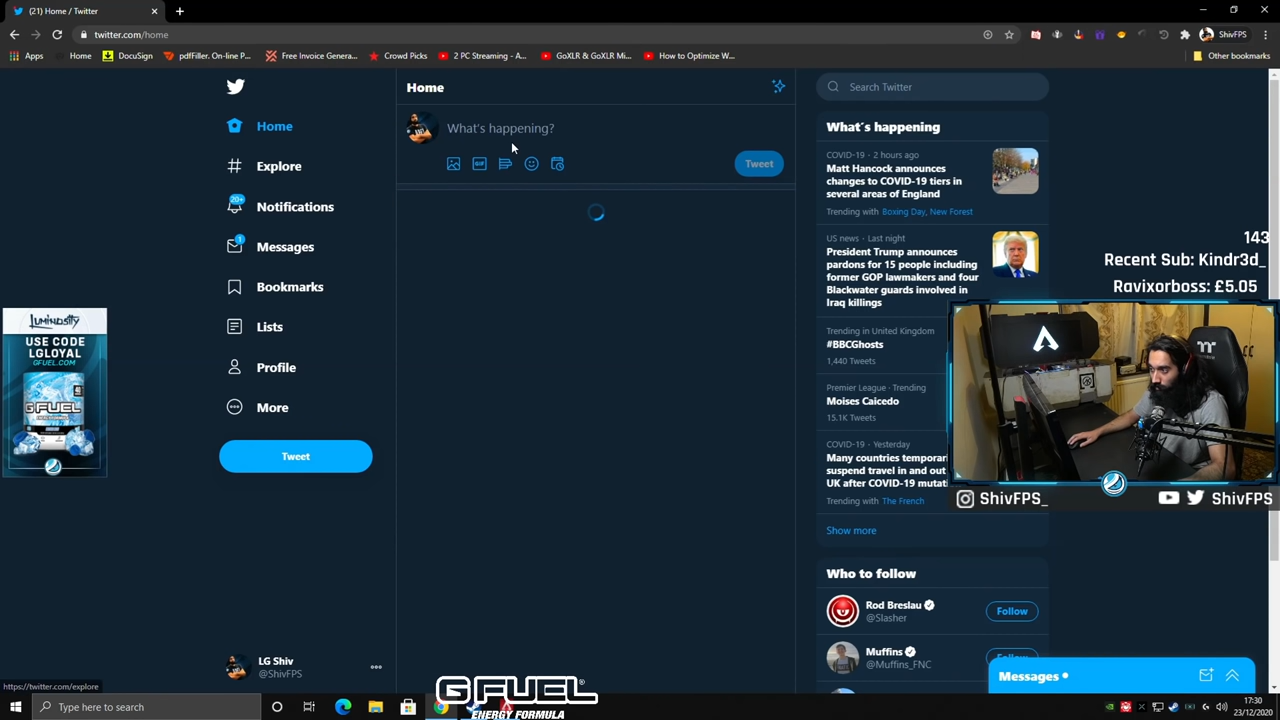 (21) Home / Twitter
twitter.com/home
ShivFPS
Apps
Home
DocuSign
pdfFiller. On-line P...
Free Invoice Genera...
Crowd Picks
2 PC Streaming - A...
GoXLR & GoXLR Mi...
How to Optimize W...
Other bookmarks
Home
Explore
20+
Notifications
1
Messages
Bookmarks
Lists
Profile
More
Tweet
LG Shiv
@ShivFPS
https://twitter.com/explore
Home
What's happening?
GIF
Tweet
Search Twitter
What's happening
COVID-19 · 2 hours ago
Matt Hancock announces
changes to COVID-19 tiers in
several areas of England
Trending with Boxing Day, New Forest
US news · Last night
President Trump announces
pardons for 15 people including
former GOP lawmakers and four
Blackwater guards involved in
Iraq killings
Trending in United Kingdom
#BBCGhosts
1,440 Tweets
Premier League · Trending
Moises Caicedo
15.1K Tweets
COVID-19 · Yesterday
Many countries temporar
suspend travel in and out
UK after COVID-19 mutati
Trending with The French
Show more
Who to follow
Rod Breslau
@Slasher
Follow
Muffins
@Muffins_FNC
Follow
Messages
143
Recent Sub: Kindr3d_
Ravixorboss: £5.05
ShivFPS_
ShivFPS
LUMINOSITY
USE CODE
LGLOYAL
GFUEL.COM
G FUEL
G FUEL
ENERGY FORMULA
Type here to search
17:30
23/12/2020